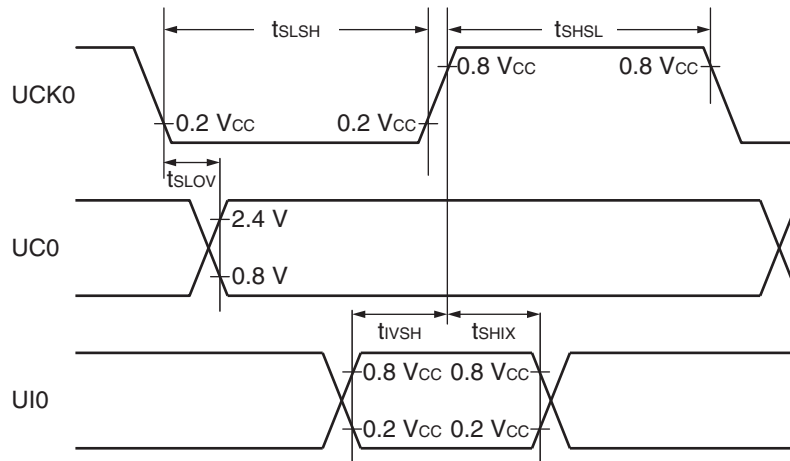 tSLSH tSHSL
UCK0 0.8 VCC 0.8 VCC
0.2 VCC 0.2 VCC
tSLOV
UC0 2.4 V
0.8 V
tIVSH tSHIX
UI0 0.8 VCC 0.8 VCC
0.2 VCC 0.2 VCC